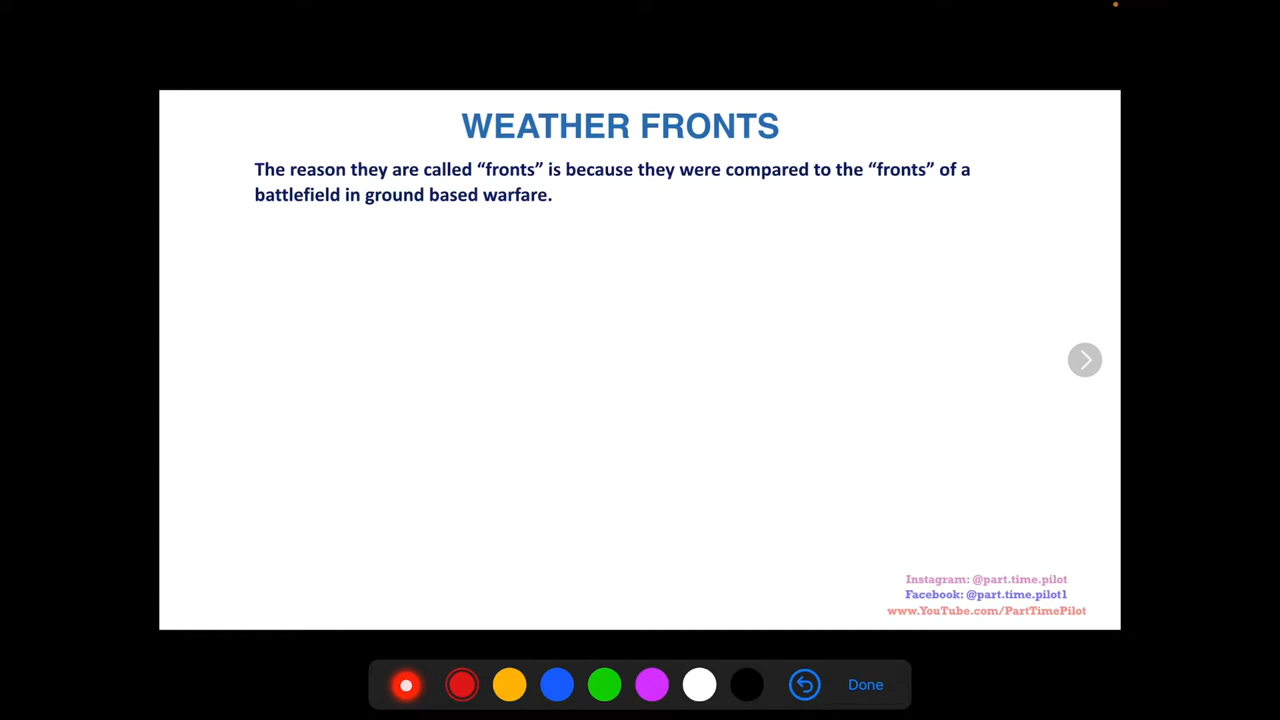 WEATHER FRONTS
The reason they are called “fronts” is because they were compared to the “fronts” of a
battlefield in ground based warfare.
Instagram: @part.time.pilot
Facebook: @part.time.pilot1
www.YouTube.com/PartTimePilot
Done